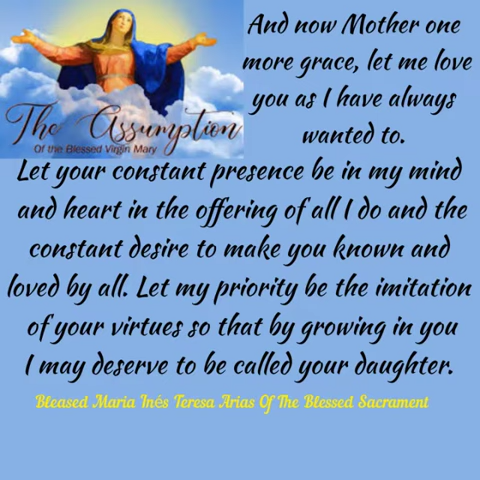 And now Mother one
more grace, let me love
you as I have always
wanted to.
The Assumption
Of the Blessed Virgin Mary
Let your constant presence be in my mind
and heart in the offering of all I do and the
constant desire to make you known and
loved by all. Let my priority be the imitation
of your virtues so that by growing in you
I may deserve to be called your daughter.
Bleased Maria Inés Teresa Arias Of The Blessed Sacrament